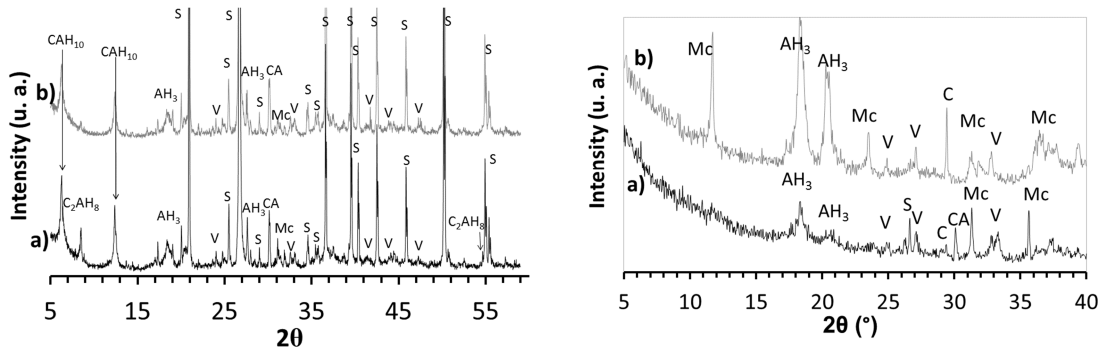 S S S S S S S
CAH10
CAH10
S
S
S
AH3 CA
b)
AH3
V
S
Mc
V
S
S
V
V
V
S
C2AH8
S
S
S
C2AH8
AH3
AH3 CA
a)
V
S
Mc
V
S
S
V
V
V
5 15 25 35 45 55
2θ
Intensity (u. a.)
Mc
AH3
AH3
b)
C
Mc
V
V
Mc
V
Mc
a)
AH3
AH3
V
S
V
C
CA
Mc
V
Mc
5 10 15 20 25 30 35 40
2θ (°)
Intensity (u. a.)